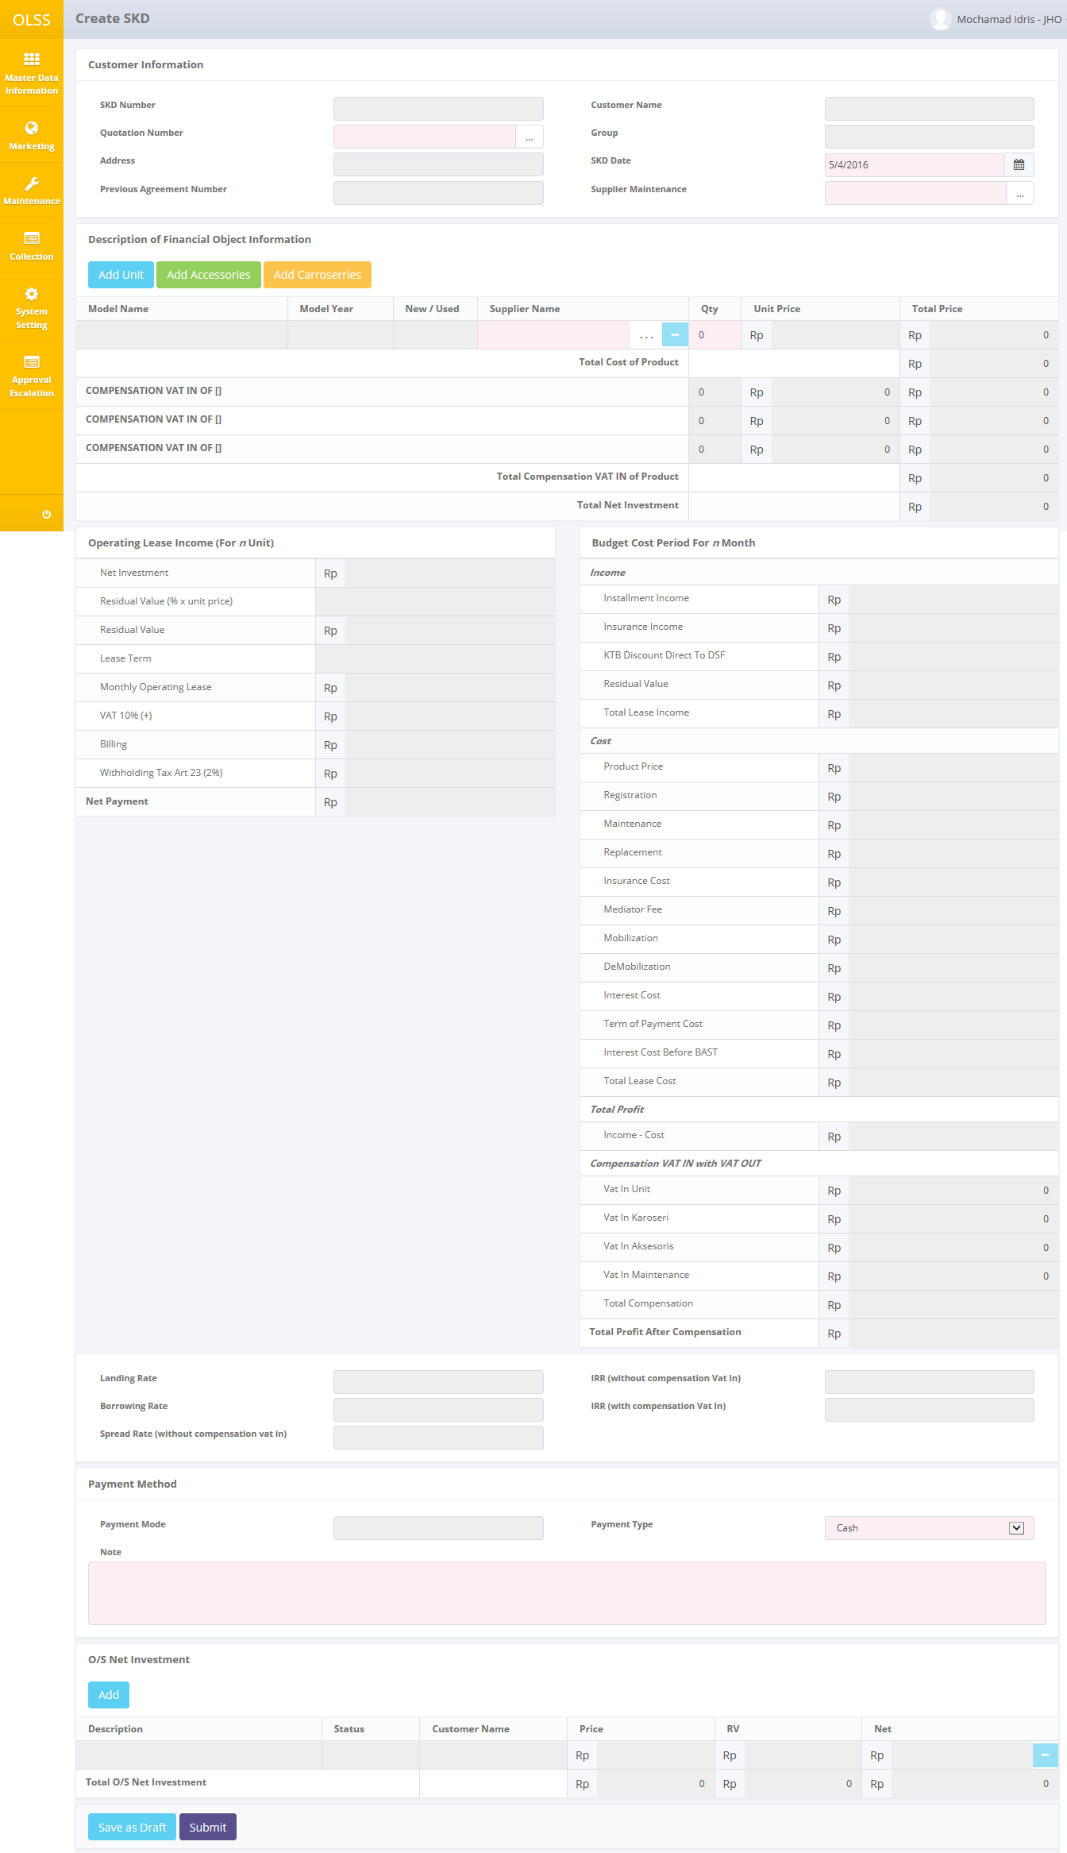 OLSS
Create SKD
Mochamad Idris - JHO
Master Data
Information
Marketing
Maintenance
Collection
System
Setting
Approval
Escalation
Customer Information
SKD Number
Customer Name
Quotation Number ...
Group
Address
SKD Date 5/4/2016
Previous Agreement Number
Supplier Maintenance ...
Description of Financial Object Information
Add Unit Add Accessories Add Carroserries
Model Name Model Year New / Used Supplier Name Qty Unit Price Total Price
... − 0 Rp Rp 0
Total Cost of Product Rp 0
COMPENSATION VAT IN OF [] 0 Rp 0 Rp 0
COMPENSATION VAT IN OF [] 0 Rp 0 Rp 0
COMPENSATION VAT IN OF [] 0 Rp 0 Rp 0
Total Compensation VAT IN of Product Rp 0
Total Net Investment Rp 0
Operating Lease Income (For n Unit)
Net Investment Rp
Residual Value (% x unit price)
Residual Value Rp
Lease Term
Monthly Operating Lease Rp
VAT 10% (+) Rp
Billing Rp
Withholding Tax Art 23 (2%) Rp
Net Payment Rp
Budget Cost Period For n Month
Income
Installment Income Rp
Insurance Income Rp
KTB Discount Direct To DSF Rp
Residual Value Rp
Total Lease Income Rp
Cost
Product Price Rp
Registration Rp
Maintenance Rp
Replacement Rp
Insurance Cost Rp
Mediator Fee Rp
Mobilization Rp
DeMobilization Rp
Interest Cost Rp
Term of Payment Cost Rp
Interest Cost Before BAST Rp
Total Lease Cost Rp
Total Profit
Income - Cost Rp
Compensation VAT IN with VAT OUT
Vat In Unit Rp 0
Vat In Karoseri Rp 0
Vat In Aksesoris Rp 0
Vat In Maintenance Rp 0
Total Compensation Rp
Total Profit After Compensation Rp
Landing Rate
IRR (without compensation Vat In)
Borrowing Rate
IRR (with compensation Vat In)
Spread Rate (without compensation vat in)
Payment Method
Payment Mode
Payment Type Cash
Note
O/S Net Investment
Add
Description Status Customer Name Price RV Net
Rp Rp Rp −
Total O/S Net Investment Rp 0 Rp 0 Rp 0
Save as Draft Submit